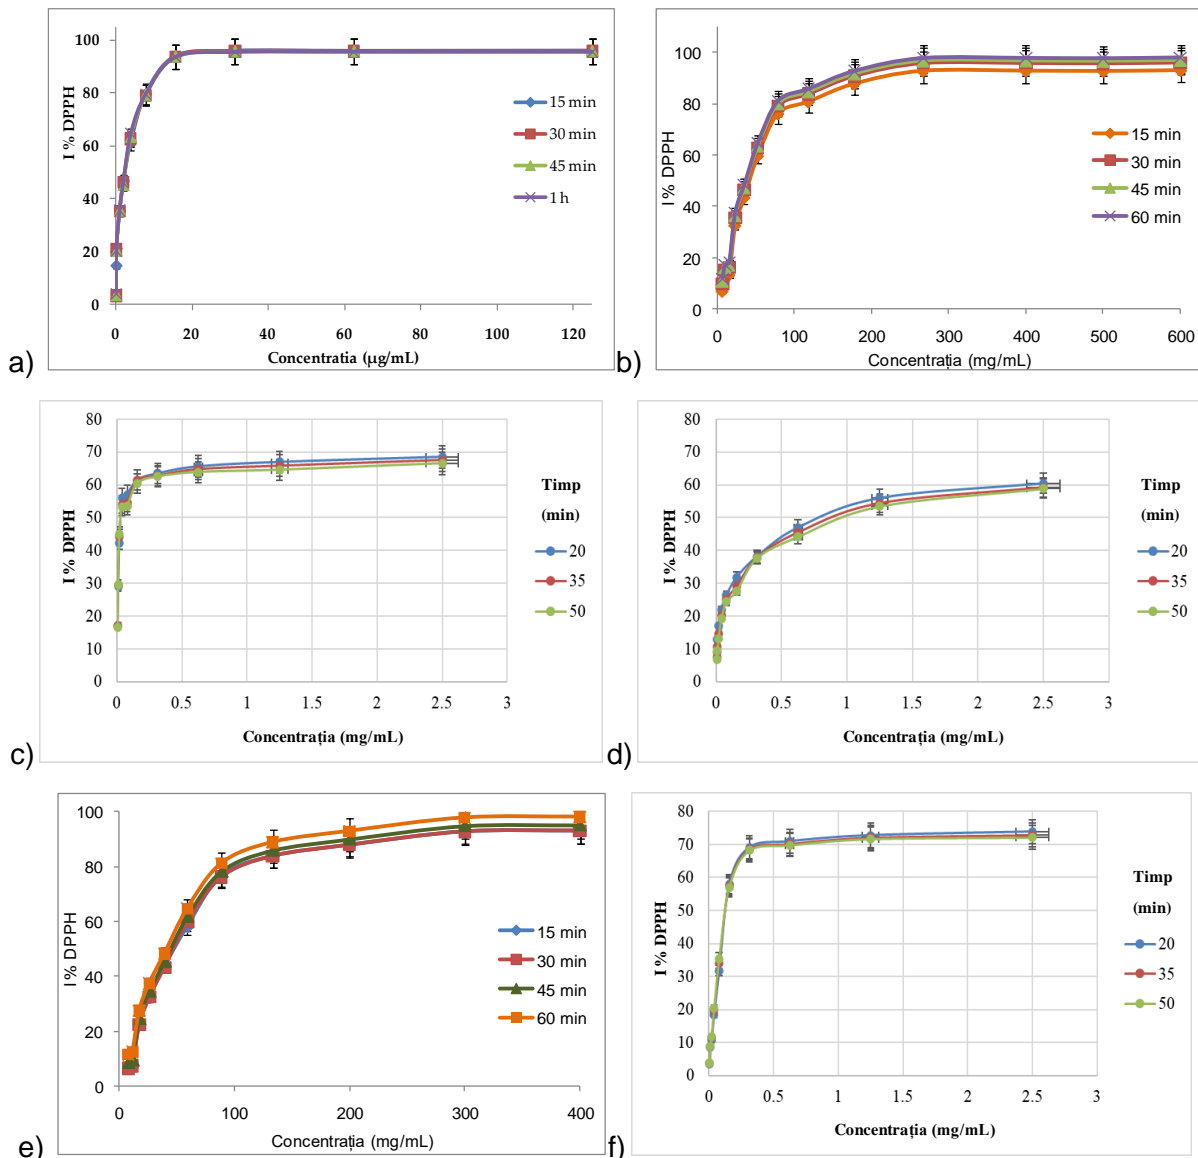 100
80
60
40
20
0
I % DPPH
0 20 40 60 80 100 120
Concentratia (µg/mL)
15 min
30 min
45 min
1 h
a)
100
80
60
40
20
0
I % DPPH
0 100 200 300 400 500 600
Concentrația (mg/mL)
15 min
30 min
45 min
60 min
b)
80
70
60
50
40
30
20
10
0
I % DPPH
0 0.5 1 1.5 2 2.5 3
Concentrația (mg/mL)
Timp
(min)
20
35
50
c)
80
70
60
50
40
30
20
10
0
I % DPPH
0 0.5 1 1.5 2 2.5 3
Concentrația (mg/mL)
Timp
(min)
20
35
50
d)
100
80
60
40
20
0
I % DPPH
0 100 200 300 400
Concentrația (mg/mL)
15 min
30 min
45 min
60 min
e)
80
70
60
50
40
30
20
10
0
I % DPPH
0 0.5 1 1.5 2 2.5 3
Concentrația (mg/mL)
Timp
(min)
20
35
50
f)